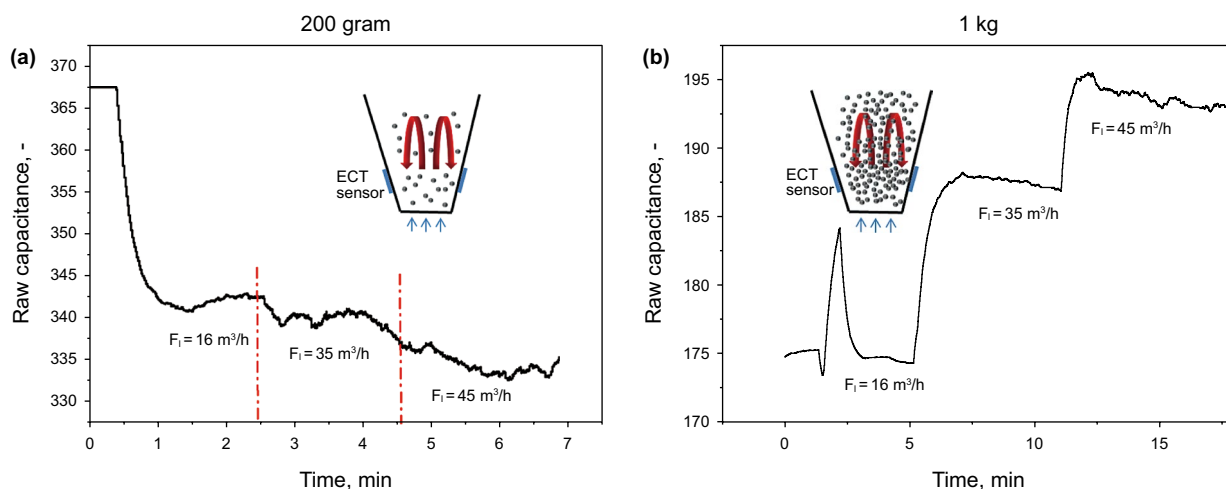 200 gram
(a)
370
365
360
355
350
345
340
335
330
Raw capacitance, -
ECT
sensor
Fₗ = 16 m³/h
Fₗ = 35 m³/h
Fₗ = 45 m³/h
0 1 2 3 4 5 6 7
Time, min
1 kg
(b)
195
190
185
180
175
170
Raw capacitance, -
ECT
sensor
Fₗ = 45 m³/h
Fₗ = 35 m³/h
Fₗ = 16 m³/h
0 5 10 15
Time, min